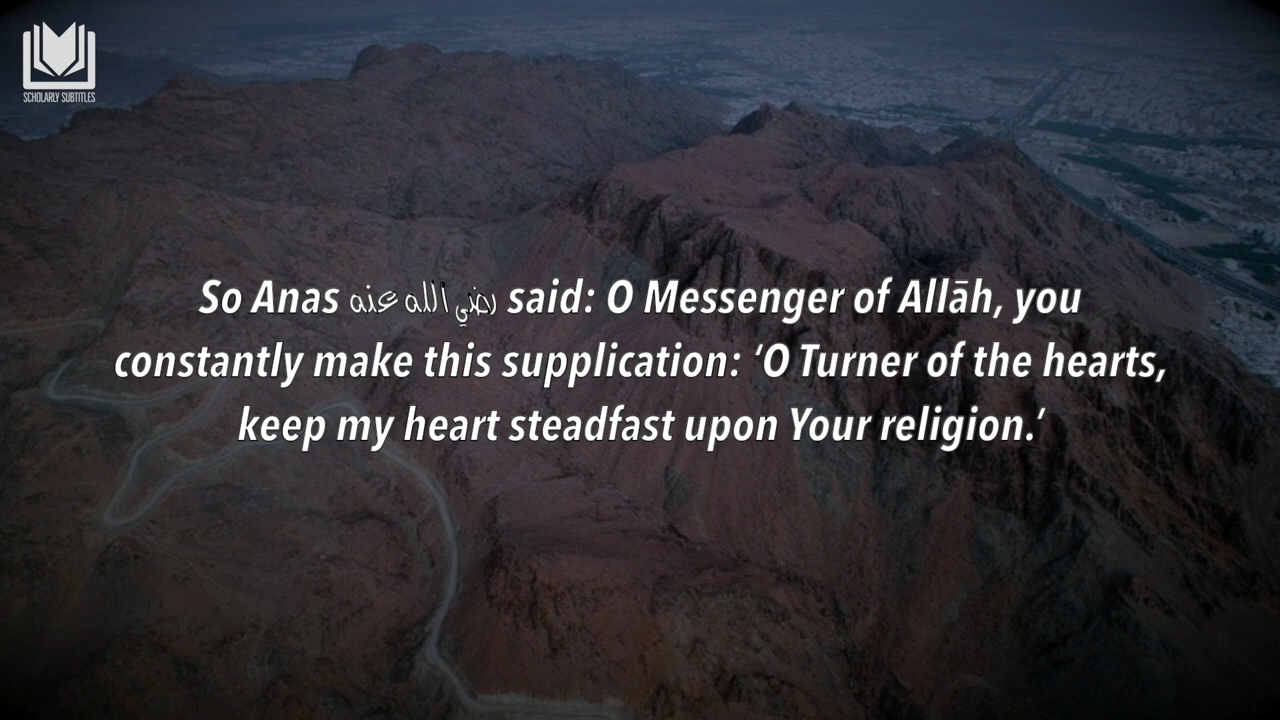 SCHOLARLY SUBTITLES
So Anas رضي الله عنه said: O Messenger of Allāh, you
constantly make this supplication: ‘O Turner of the hearts,
keep my heart steadfast upon Your religion.’